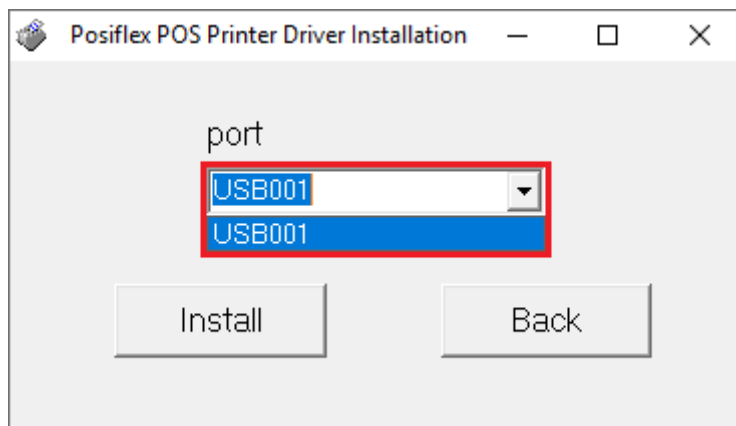 Posiflex POS Printer Driver Installation
port
USB001
USB001
Install
Back